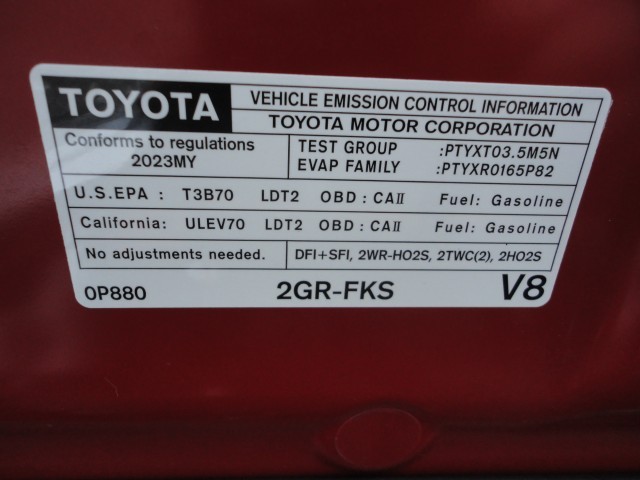 TOYOTA
VEHICLE EMISSION CONTROL INFORMATION
TOYOTA MOTOR CORPORATION
Conforms to regulations
2023MY
TEST GROUP :PTYXT03.5M5N
EVAP FAMILY :PTYXR0165P82
U.S.EPA : T3B70 LDT2 OBD : CAII Fuel: Gasoline
California: ULEV70 LDT2 OBD : CAII Fuel: Gasoline
No adjustments needed.
DFI+SFI, 2WR-HO2S, 2TWC(2), 2HO2S
0P880 2GR-FKS V8